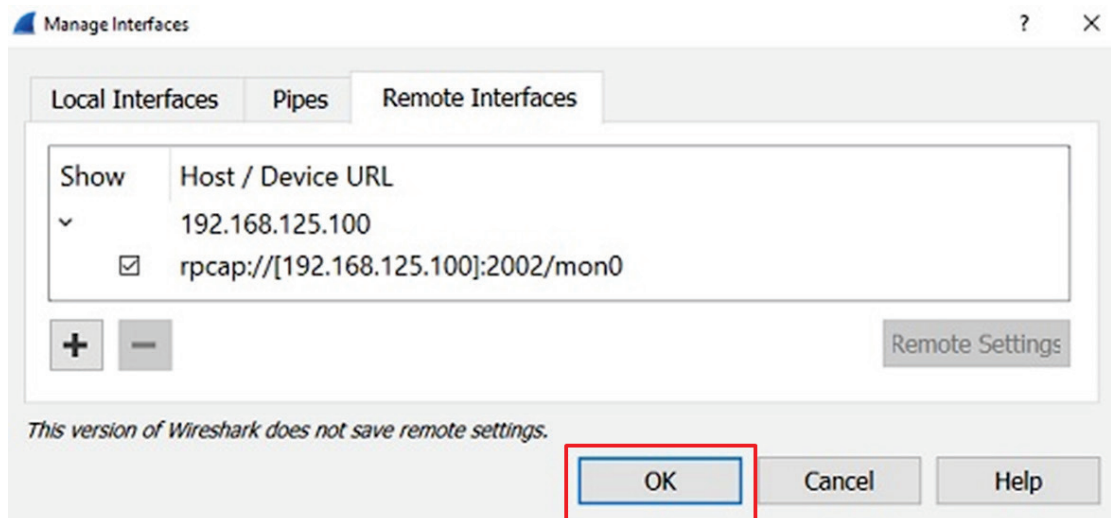 Manage Interfaces ? ×
Local Interfaces Pipes Remote Interfaces
Show Host / Device URL
192.168.125.100
rpcap://[192.168.125.100]:2002/mon0
+ − Remote Settings
This version of Wireshark does not save remote settings.
OK Cancel Help